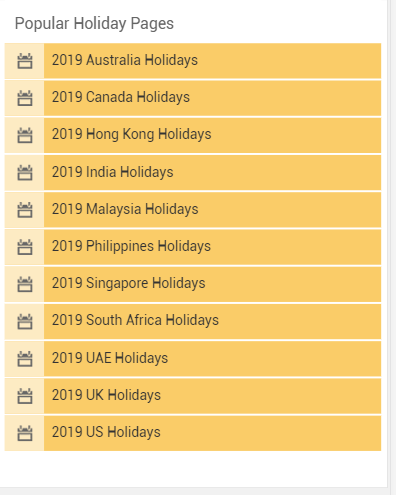 Popular Holiday Pages
2019 Australia Holidays
2019 Canada Holidays
2019 Hong Kong Holidays
2019 India Holidays
2019 Malaysia Holidays
2019 Philippines Holidays
2019 Singapore Holidays
2019 South Africa Holidays
2019 UAE Holidays
2019 UK Holidays
2019 US Holidays